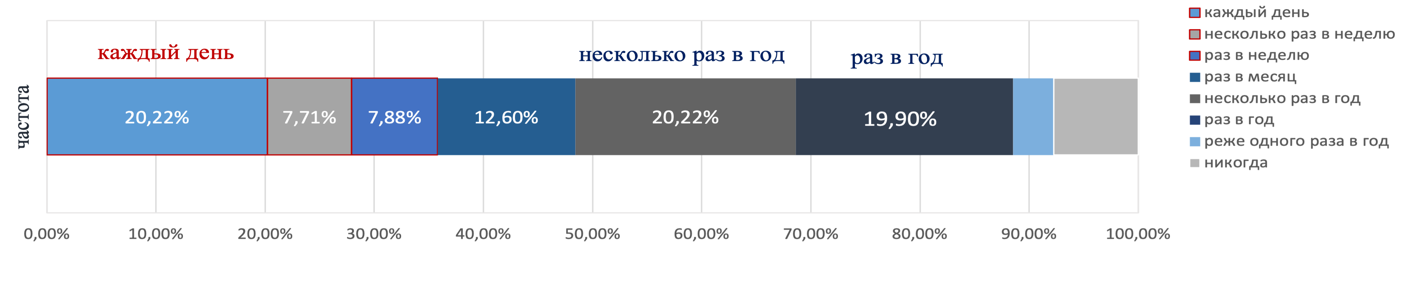 каждый день
несколько раз в год
раз в год
частота
20,22%
7,71%
7,88%
12,60%
20,22%
19,90%
0,00%
10,00%
20,00%
30,00%
40,00%
50,00%
60,00%
70,00%
80,00%
90,00%
100,00%
каждый день
несколько раз в неделю
раз в неделю
раз в месяц
несколько раз в год
раз в год
реже одного раза в год
никогда